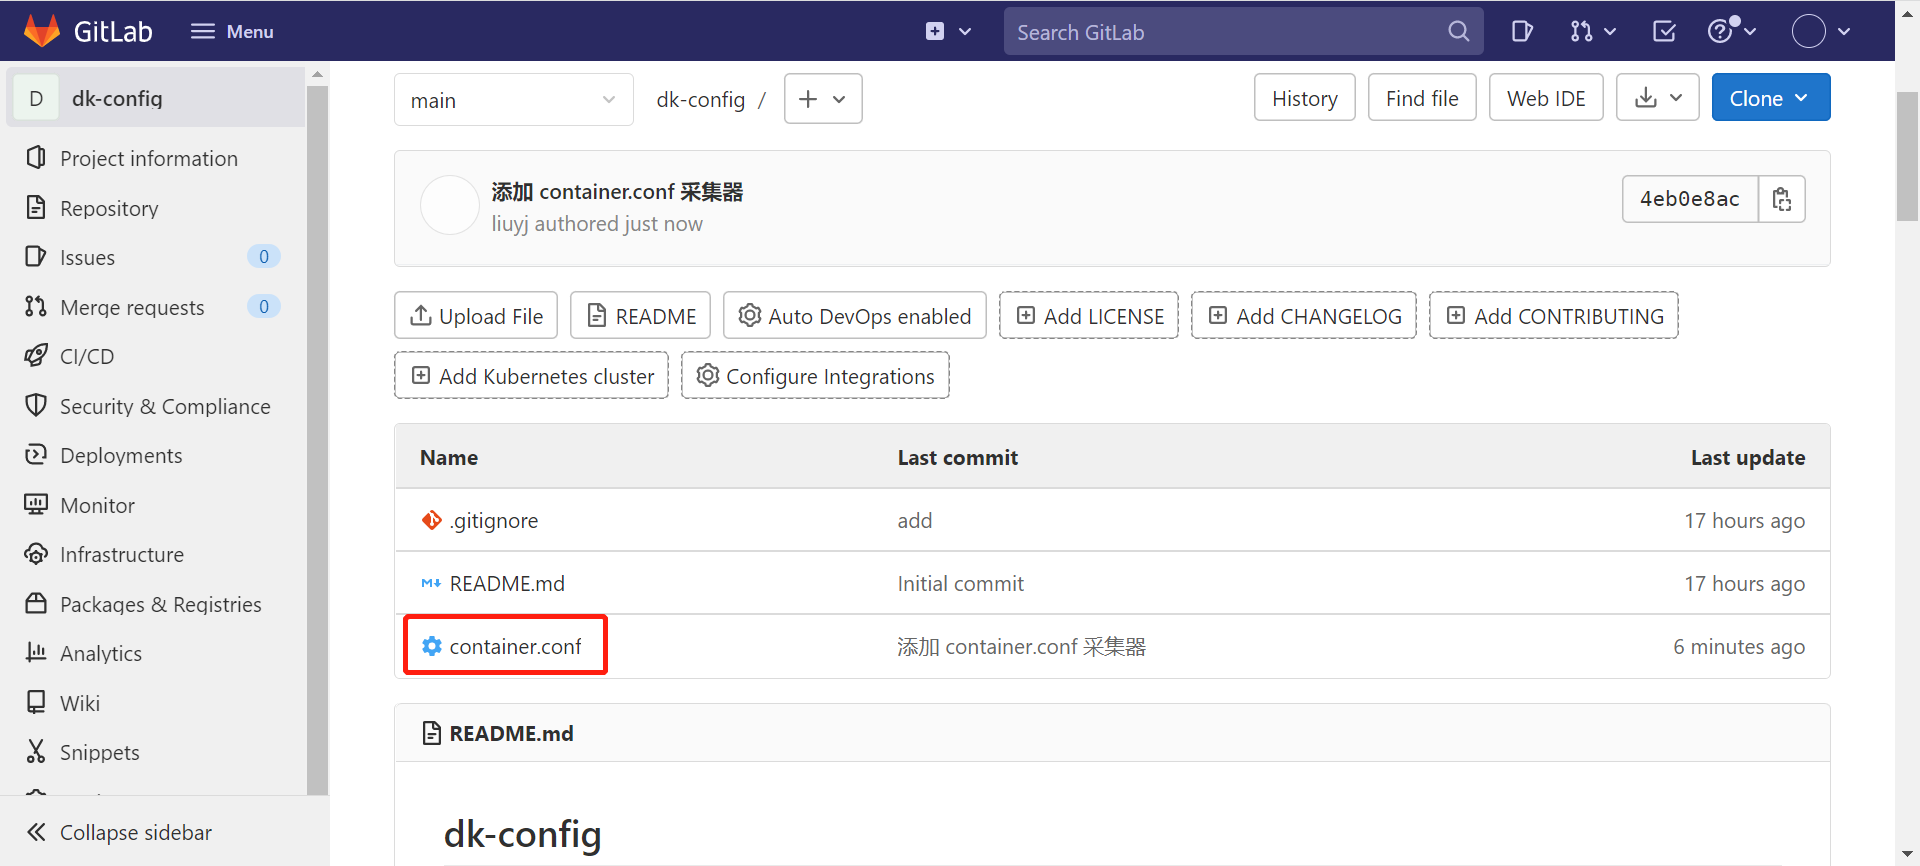 GitLab
Menu
Search GitLab
D
dk-config
Project information
Repository
Issues
0
Merge requests
0
CI/CD
Security & Compliance
Deployments
Monitor
Infrastructure
Packages & Registries
Analytics
Wiki
Snippets
Collapse sidebar
main
dk-config /
History
Find file
Web IDE
Clone
添加 container.conf 采集器
liuyj authored just now
4eb0e8ac
Upload File
README
Auto DevOps enabled
Add LICENSE
Add CHANGELOG
Add CONTRIBUTING
Add Kubernetes cluster
Configure Integrations
Name Last commit Last update
.gitignore add 17 hours ago
README.md Initial commit 17 hours ago
container.conf 添加 container.conf 采集器 6 minutes ago
README.md
dk-config